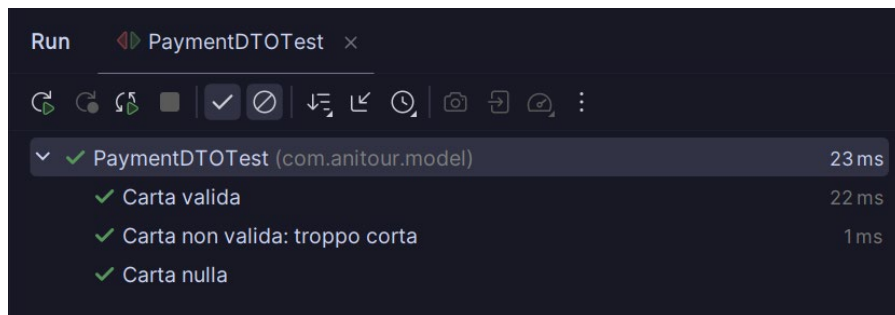 Run PaymentDTOTest ×
PaymentDTOTest (com.anitour.model) 23 ms
Carta valida 22 ms
Carta non valida: troppo corta 1 ms
Carta nulla